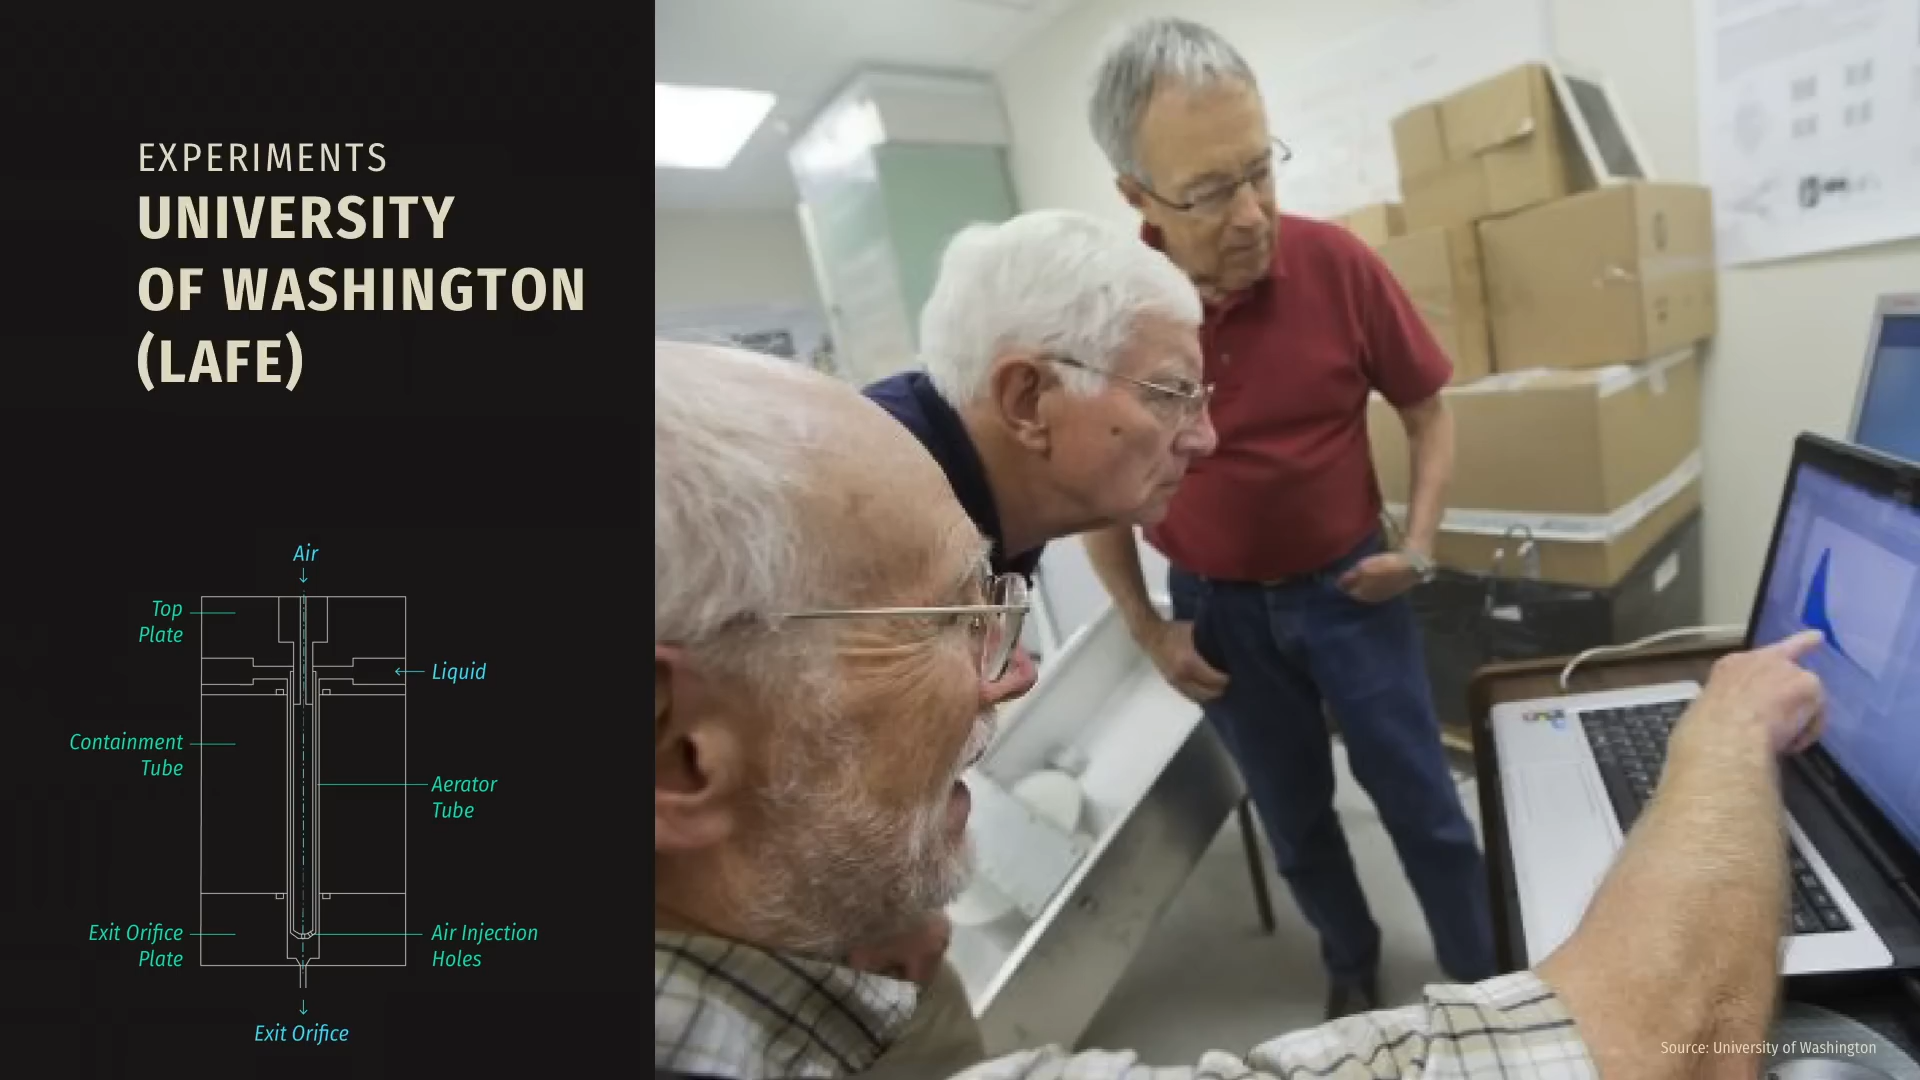 EXPERIMENTS
UNIVERSITY
OF WASHINGTON
(LAFE)
Air
Top
Plate
Liquid
Containment
Tube
Aerator
Tube
Exit Orifice
Plate
Air Injection
Holes
Exit Orifice
Source: University of Washington